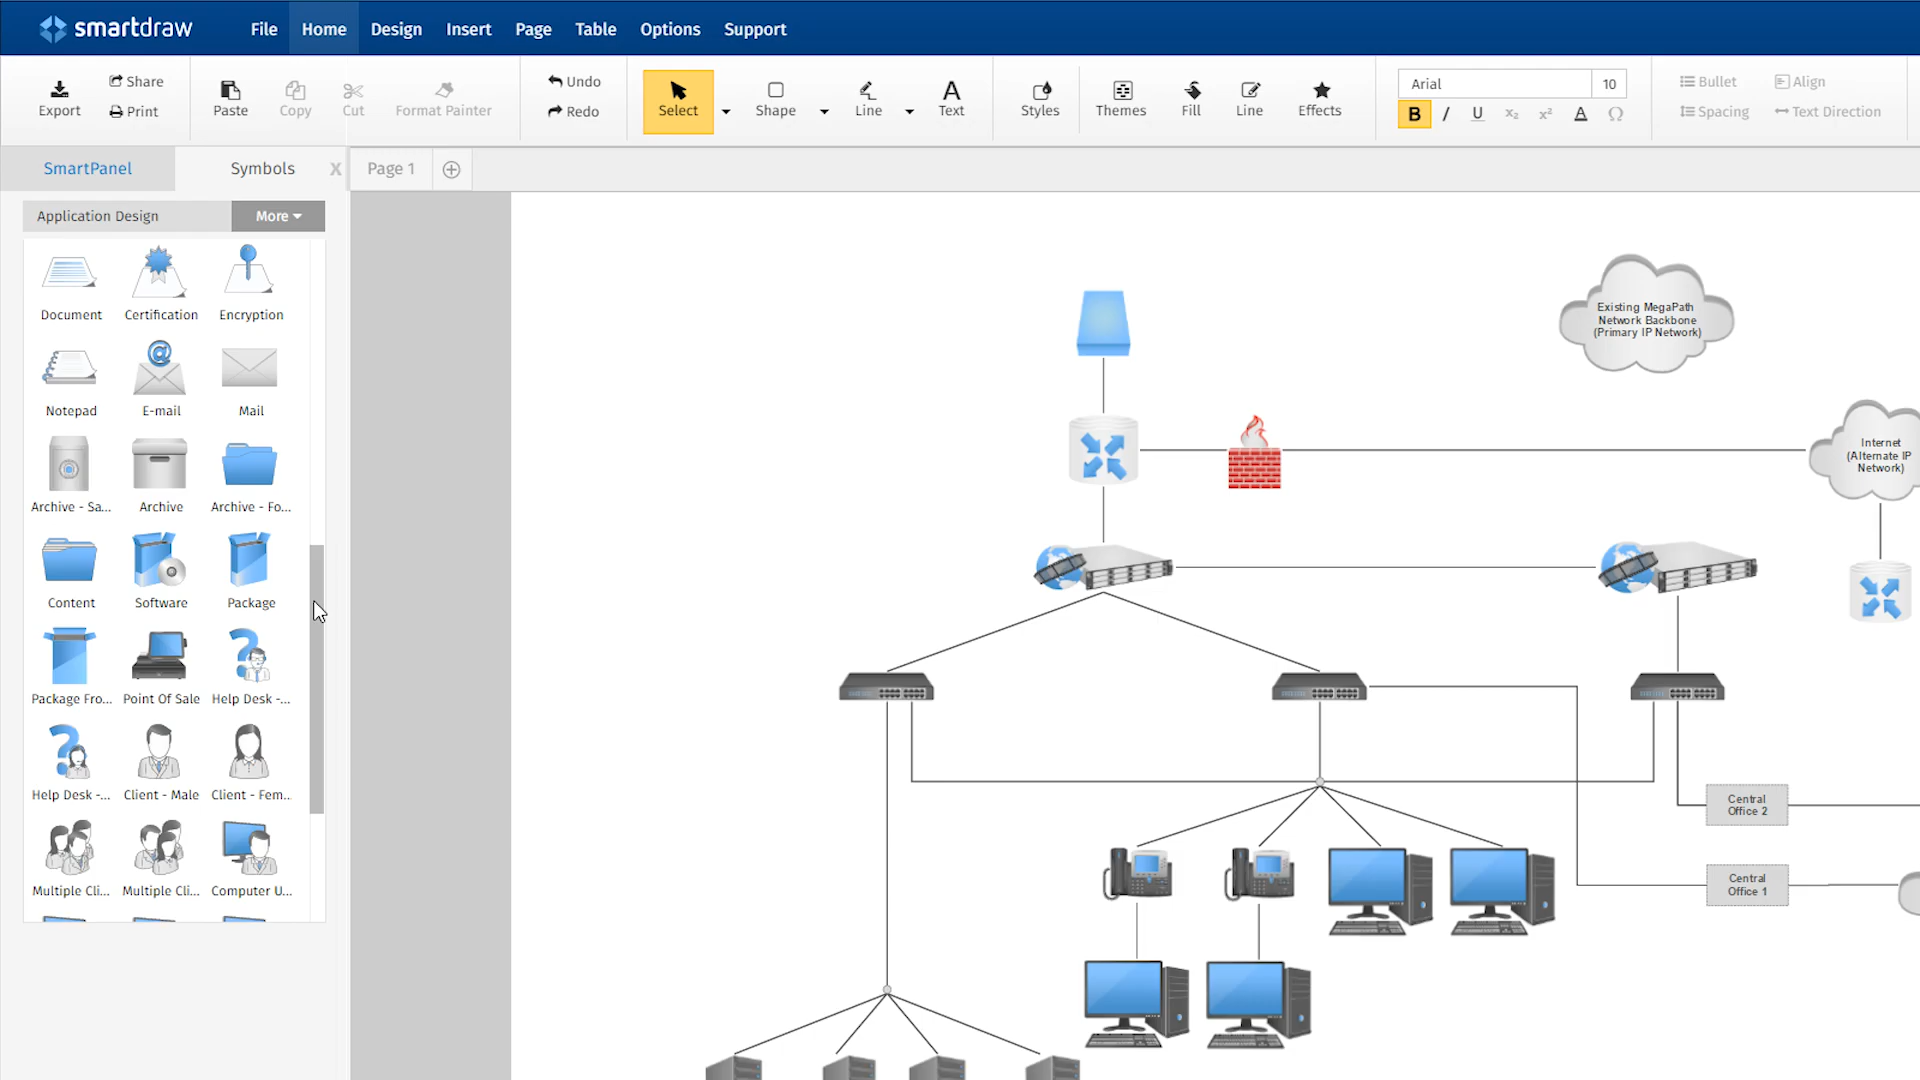 smartdraw
File Home Design Insert Page Table Options Support
Export
Share
Print
Paste
Copy
Cut
Format Painter
Undo
Redo
Select
Shape
Line
Text
Styles
Themes
Fill
Line
Effects
Arial 10
B I U x₂ x² A Ω
Bullet
Spacing
Align
Text Direction
SmartPanel
Symbols X
Page 1
Application Design
More
Document Certification Encryption
Notepad E-mail Mail
Archive - Sa... Archive Archive - Fo...
Content Software Package
Package Fro... Point Of Sale Help Desk -...
Help Desk -... Client - Male Client - Fem...
Multiple Cli... Multiple Cli... Computer U...
Existing MegaPath
Network Backbone
(Primary IP Network)
Internet
(Alternate IP
Network)
Central
Office 2
Central
Office 1